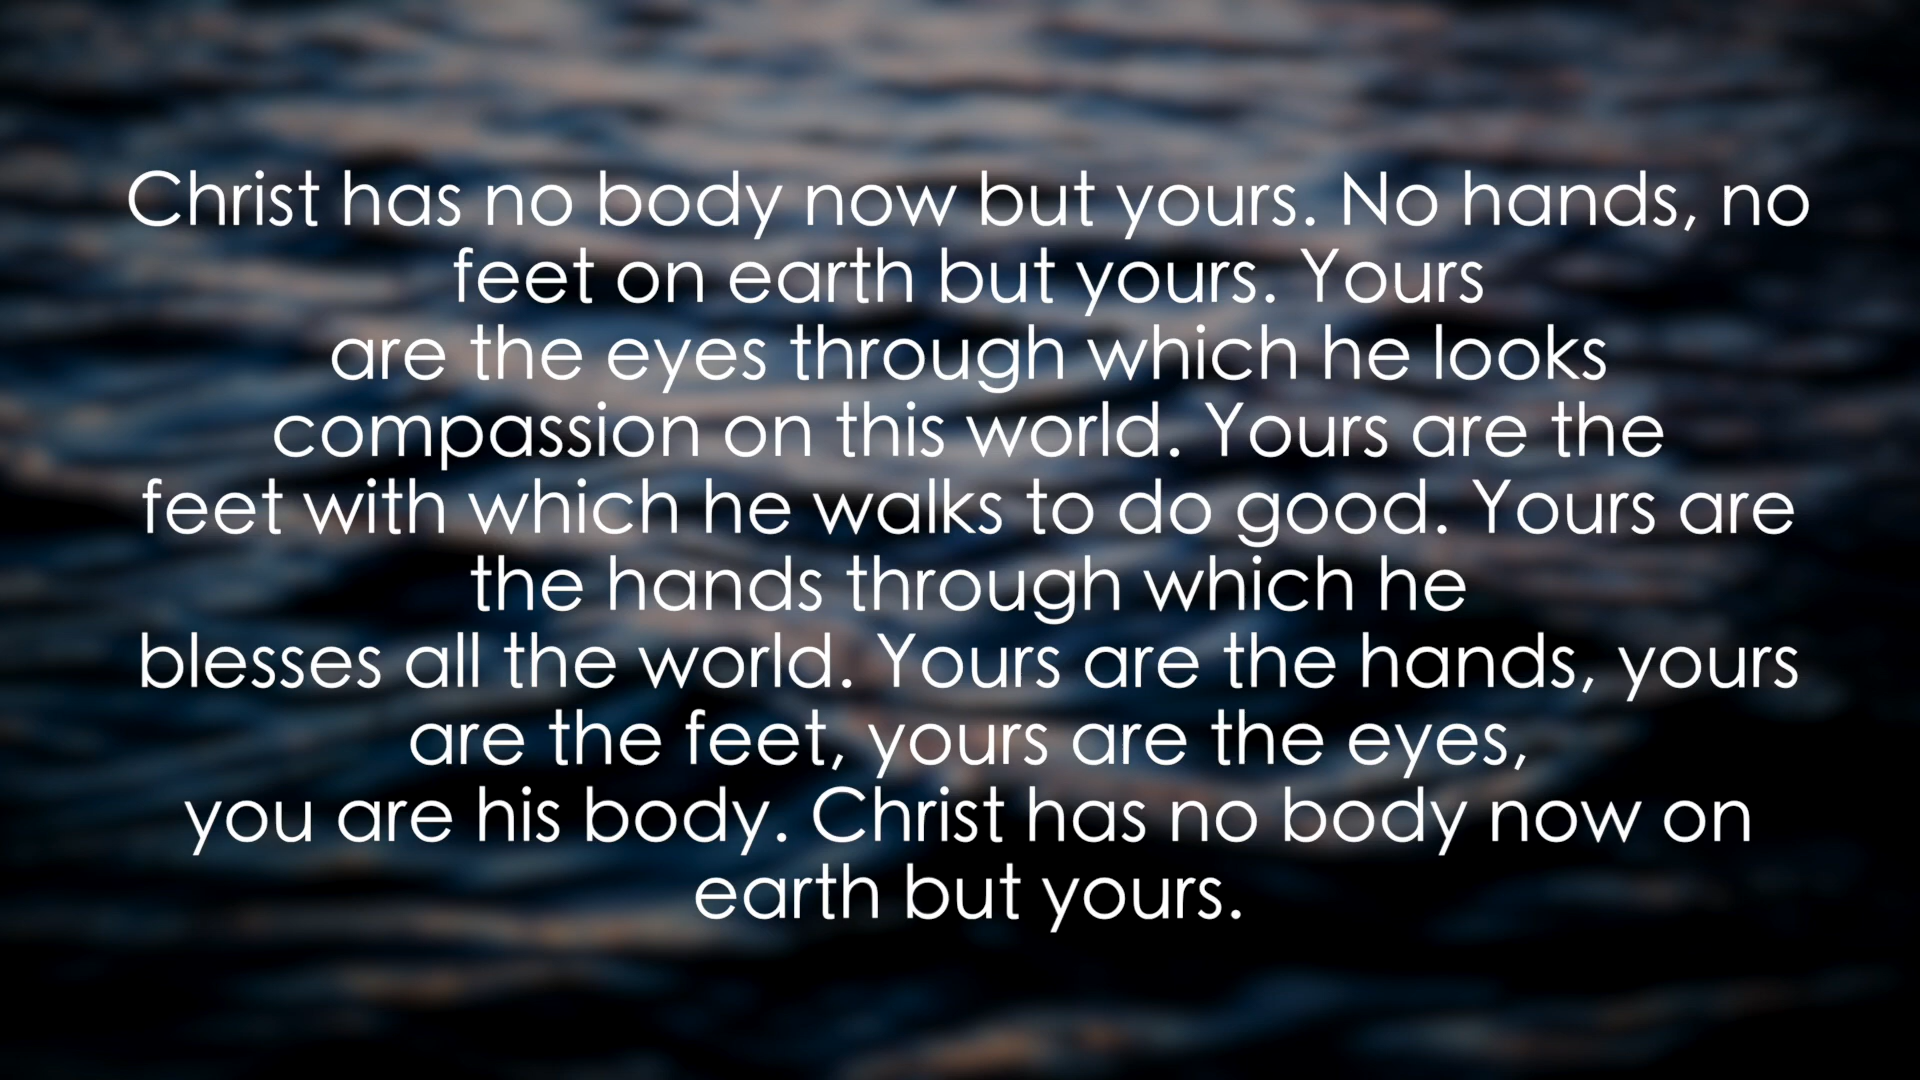 Christ has no body now but yours. No hands, no
feet on earth but yours. Yours
are the eyes through which he looks
compassion on this world. Yours are the
feet with which he walks to do good. Yours are
the hands through which he
blesses all the world. Yours are the hands, yours
are the feet, yours are the eyes,
you are his body. Christ has no body now on
earth but yours.